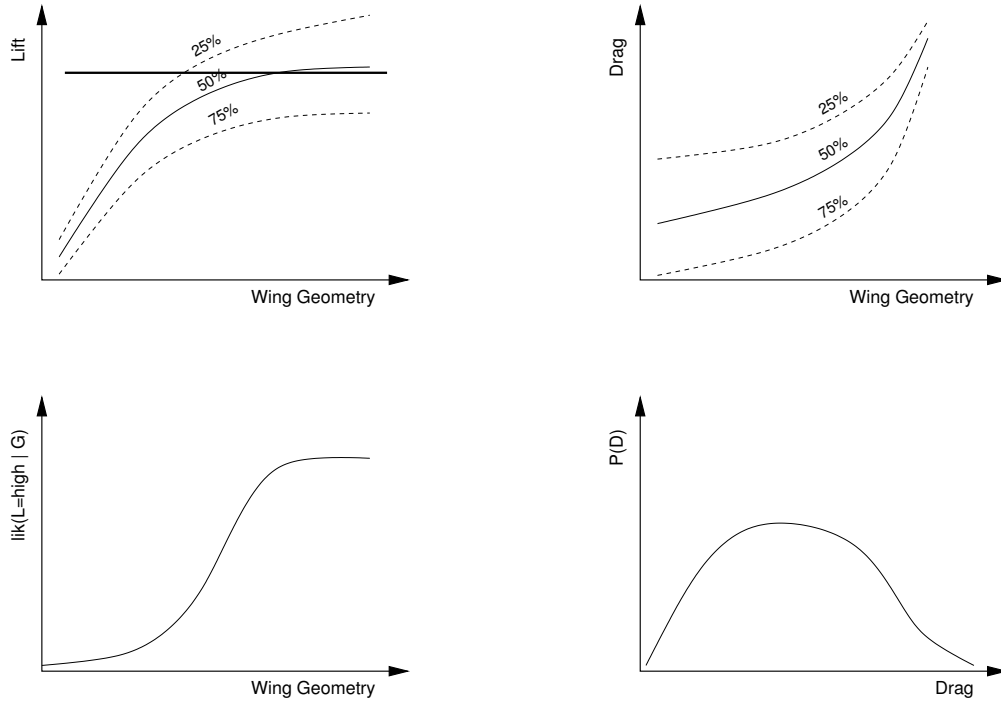 Lift
25%
50%
75%
Wing Geometry
Drag
25%
50%
75%
Wing Geometry
lik(L=high | G)
Wing Geometry
P(D)
Drag